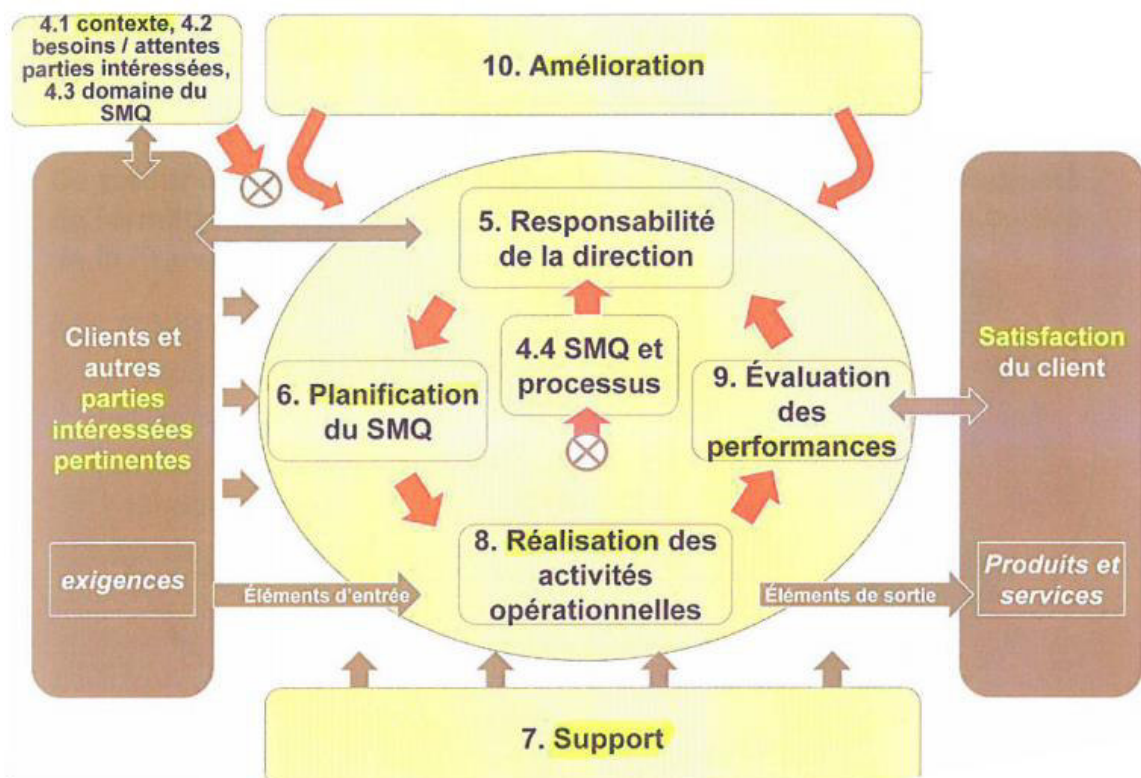 4.1 contexte, 4.2
besoins / attentes
parties intéressées,
4.3 domaine du
SMQ
10. Amélioration
5. Responsabilité
de la direction
Clients et
autres
parties
intéressées
pertinentes
exigences
6. Planification
du SMQ
4.4 SMQ et
processus
9. Évaluation
des
performances
Satisfaction
du client
8. Réalisation des
activités
opérationnelles
Éléments d'entrée
Éléments de sortie
Produits et
services
7. Support